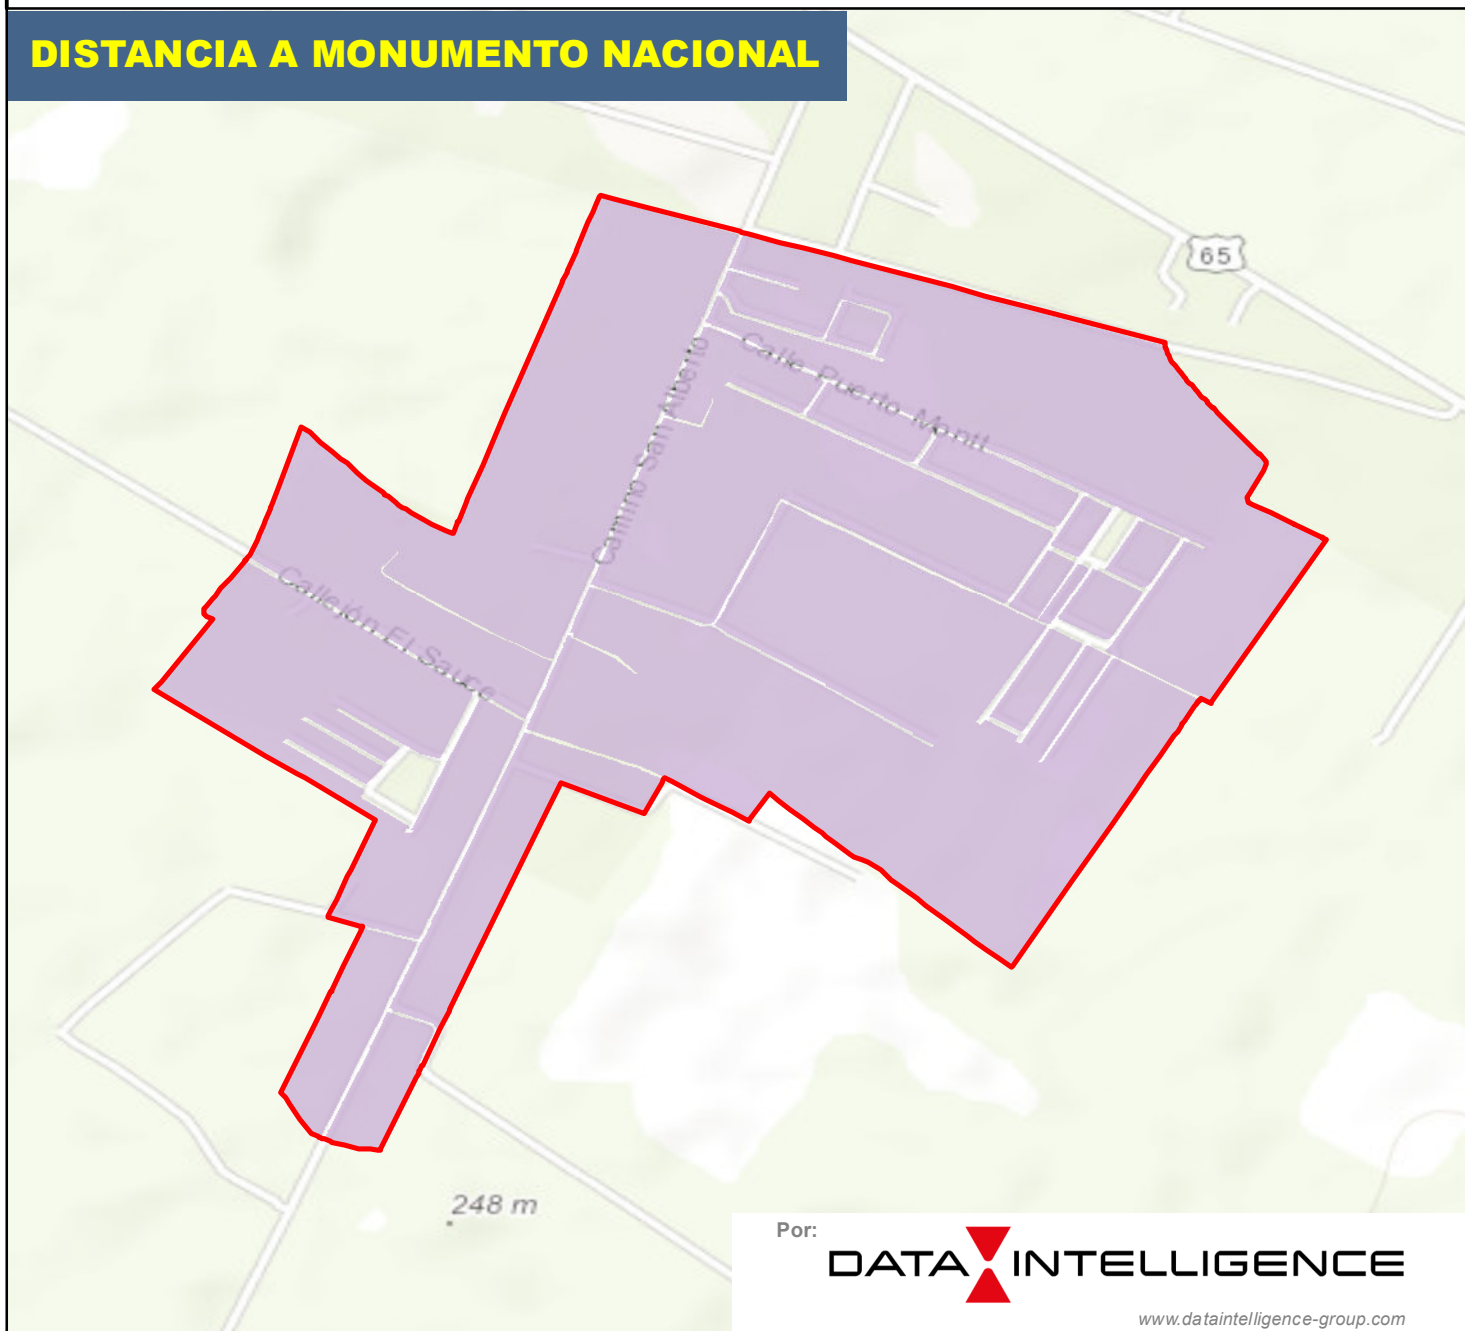 DISTANCIA A MONUMENTO NACIONAL
65
Calle Puerto Montt
Camino San Alberto
Callejón El Sauce
248 m
Por:
DATA INTELLIGENCE
www.dataintelligence-group.com